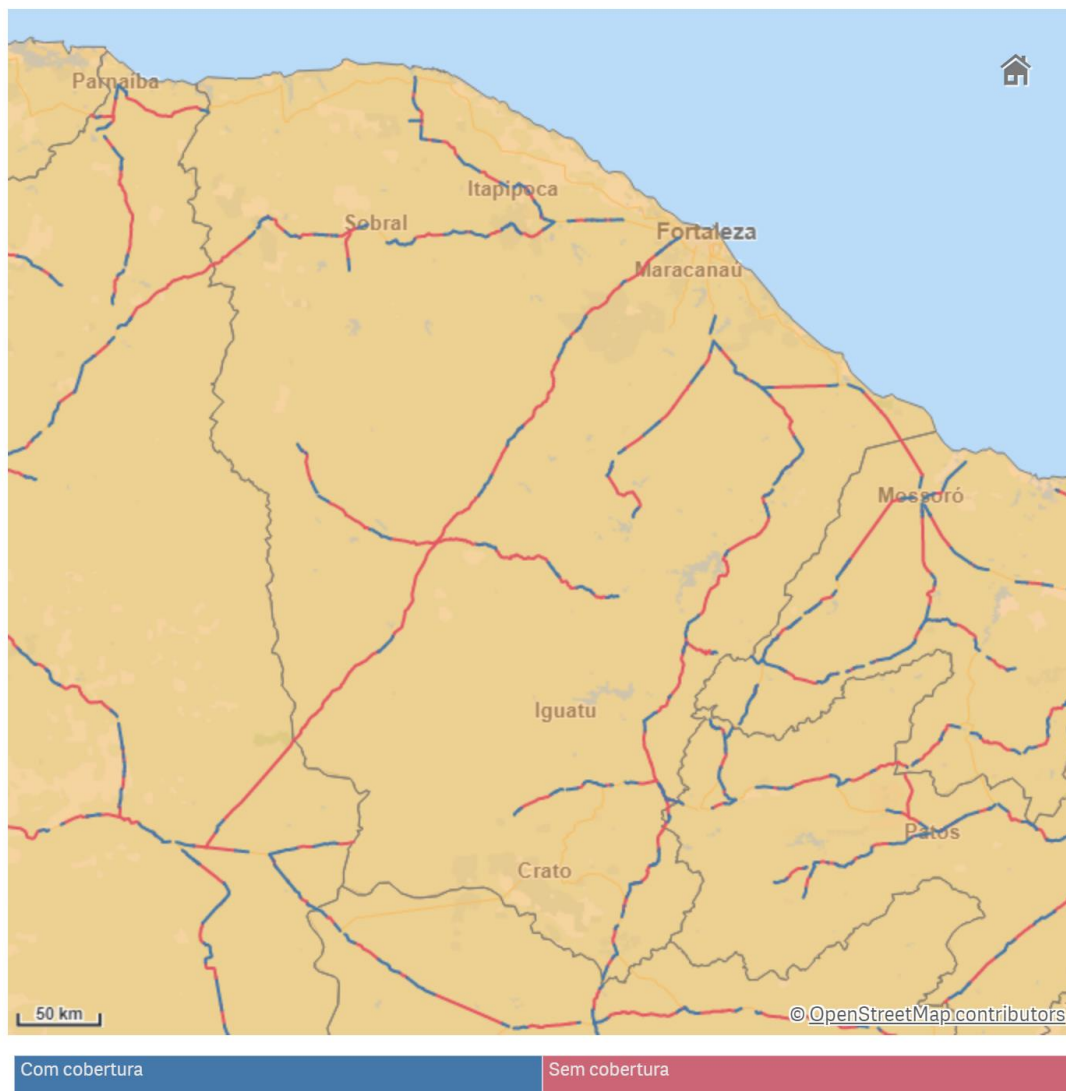 Parnaíba
Itapipoca
Sobral
Fortaleza
Maracanaú
Mossoró
Iguatu
Patos
Crato
50 km
© OpenStreetMap contributors
Com cobertura
Sem cobertura